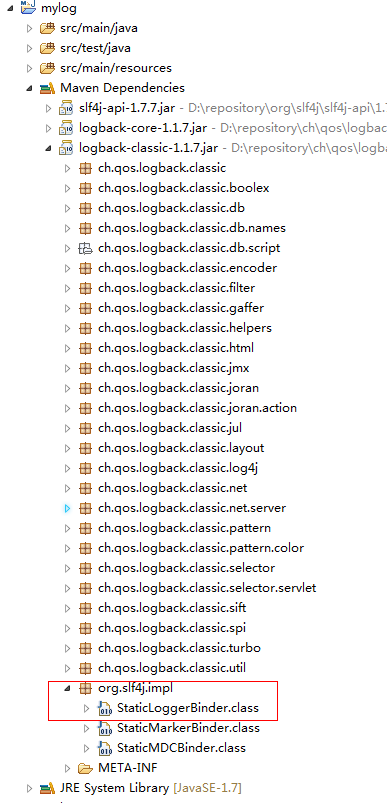 mylog
src/main/java
src/test/java
src/main/resources
Maven Dependencies
slf4j-api-1.7.7.jar - D:\repository\org\slf4j\slf4j-api\1.7
logback-core-1.1.7.jar - D:\repository\ch\qos\logba
logback-classic-1.1.7.jar - D:\repository\ch\qos\logb
ch.qos.logback.classic
ch.qos.logback.classic.boolex
ch.qos.logback.classic.db
ch.qos.logback.classic.db.names
ch.qos.logback.classic.db.script
ch.qos.logback.classic.encoder
ch.qos.logback.classic.filter
ch.qos.logback.classic.gaffer
ch.qos.logback.classic.helpers
ch.qos.logback.classic.html
ch.qos.logback.classic.jmx
ch.qos.logback.classic.joran
ch.qos.logback.classic.joran.action
ch.qos.logback.classic.jul
ch.qos.logback.classic.layout
ch.qos.logback.classic.log4j
ch.qos.logback.classic.net
ch.qos.logback.classic.net.server
ch.qos.logback.classic.pattern
ch.qos.logback.classic.pattern.color
ch.qos.logback.classic.selector
ch.qos.logback.classic.selector.servlet
ch.qos.logback.classic.sift
ch.qos.logback.classic.spi
ch.qos.logback.classic.turbo
ch.qos.logback.classic.util
org.slf4j.impl
StaticLoggerBinder.class
StaticMarkerBinder.class
StaticMDCBinder.class
META-INF
JRE System Library [JavaSE-1.7]